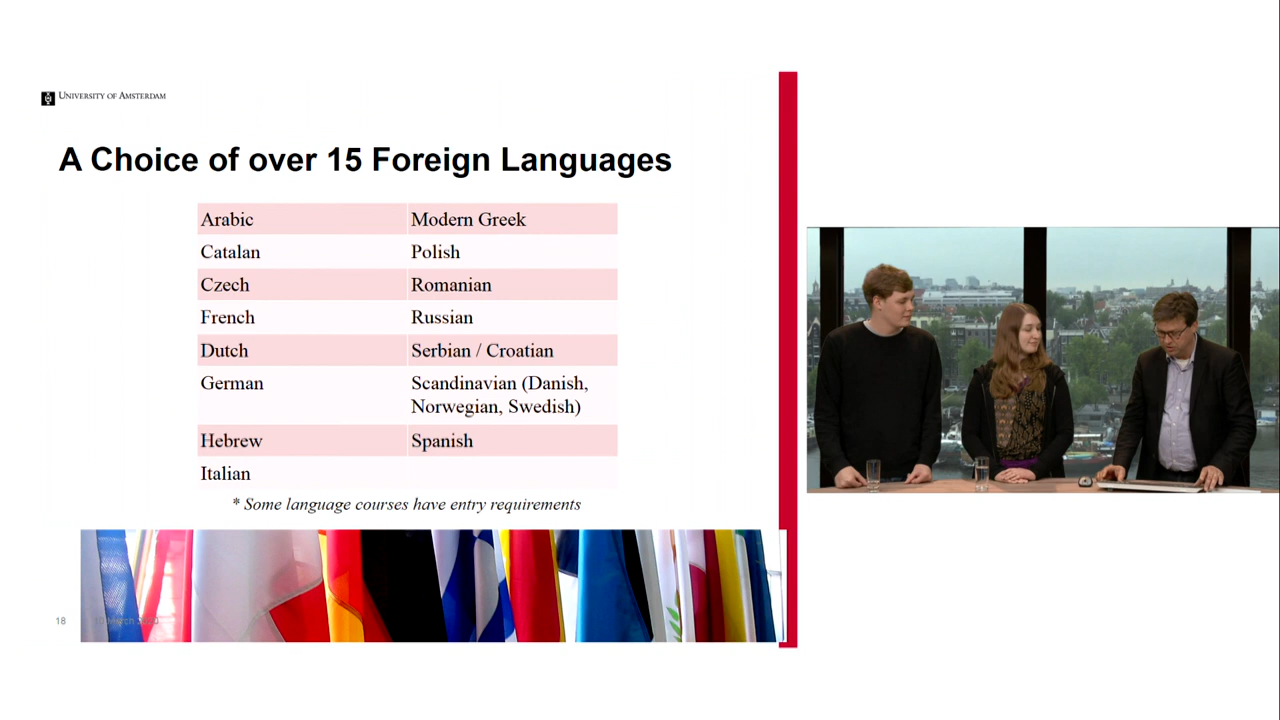 UNIVERSITY OF AMSTERDAM
A Choice of over 15 Foreign Languages
Arabic Modern Greek
Catalan Polish
Czech Romanian
French Russian
Dutch Serbian / Croatian
German Scandinavian (Danish,
Norwegian, Swedish)
Hebrew Spanish
Italian
* Some language courses have entry requirements
18